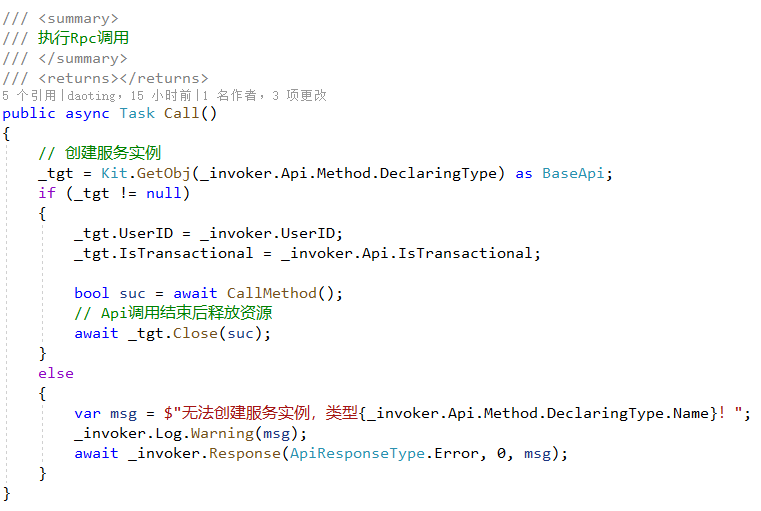 /// <summary>
/// 执行Rpc调用
/// </summary>
/// <returns></returns>
5 个引用|daoting，15 小时前|1 名作者，3 项更改
public async Task Call()
{
    // 创建服务实例
    _tgt = Kit.GetObj(_invoker.Api.Method.DeclaringType) as BaseApi;
    if (_tgt != null)
    {
        _tgt.UserID = _invoker.UserID;
        _tgt.IsTransactional = _invoker.Api.IsTransactional;

        bool suc = await CallMethod();
        // Api调用结束后释放资源
        await _tgt.Close(suc);
    }
    else
    {
        var msg = $"无法创建服务实例，类型{_invoker.Api.Method.DeclaringType.Name}！";
        _invoker.Log.Warning(msg);
        await _invoker.Response(ApiResponseType.Error, 0, msg);
    }
}